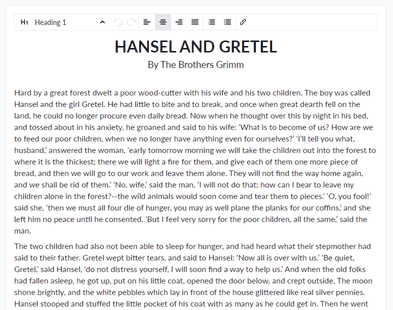 H1 Heading 1
HANSEL AND GRETEL
By The Brothers Grimm
Hard by a great forest dwelt a poor wood-cutter with his wife and his two children. The boy was called
Hansel and the girl Gretel. He had little to bite and to break, and once when great dearth fell on the
land, he could no longer procure even daily bread. Now when he thought over this by night in his bed,
and tossed about in his anxiety, he groaned and said to his wife: 'What is to become of us? How are we
to feed our poor children, when we no longer have anything even for ourselves?' 'I'll tell you what,
husband,' answered the woman, 'early tomorrow morning we will take the children out into the forest to
where it is the thickest; there we will light a fire for them, and give each of them one more piece of
bread, and then we will go to our work and leave them alone. They will not find the way home again,
and we shall be rid of them.' 'No, wife,' said the man, 'I will not do that; how can I bear to leave my
children alone in the forest?--the wild animals would soon come and tear them to pieces.' 'O, you fool!'
said she, 'then we must all four die of hunger, you may as well plane the planks for our coffins,' and she
left him no peace until he consented. 'But I feel very sorry for the poor children, all the same,' said the
man.
The two children had also not been able to sleep for hunger, and had heard what their stepmother had
said to their father. Gretel wept bitter tears, and said to Hansel: 'Now all is over with us.' 'Be quiet,
Gretel,' said Hansel, 'do not distress yourself, I will soon find a way to help us.' And when the old folks
had fallen asleep, he got up, put on his little coat, opened the door below, and crept outside. The moon
shone brightly, and the white pebbles which lay in front of the house glittered like real silver pennies.
Hansel stooped and stuffed the little pocket of his coat with as many as he could get in. Then he went